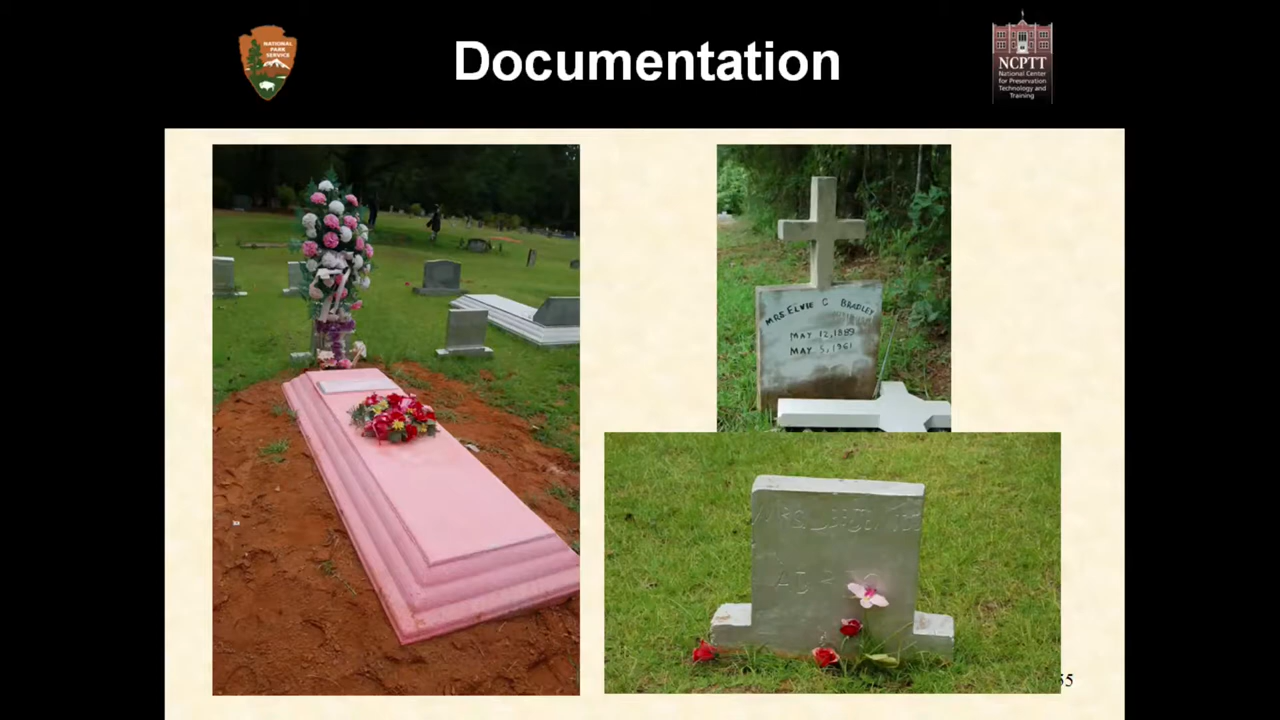 NATIONAL
PARK
SERVICE
Documentation
NCPTT
National Center
for Preservation
Technology and
Training
MRS ELVIE C BRADLEY
MAY 12, 1889
MAY 5, 1961
MRS